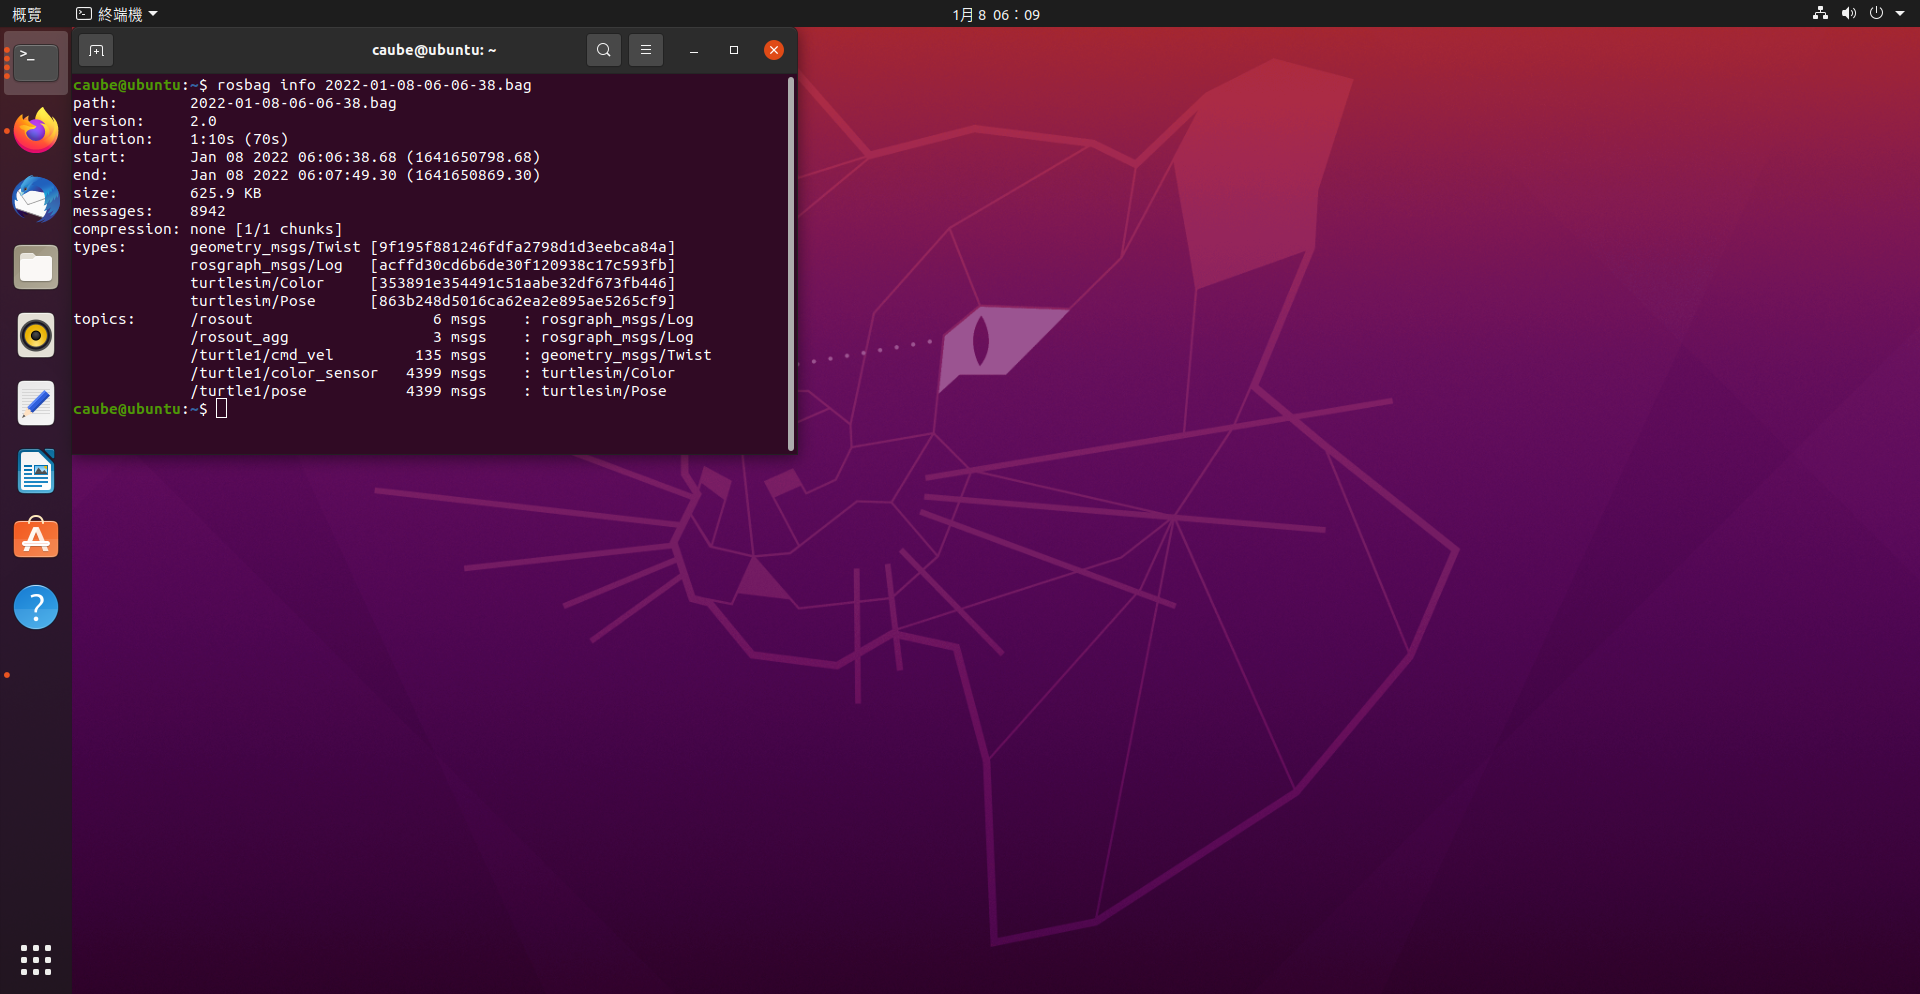 概覽 終端機 1月 8 06：09
caube@ubuntu: ~
caube@ubuntu:~$ rosbag info 2022-01-08-06-06-38.bag
path: 2022-01-08-06-06-38.bag
version: 2.0
duration: 1:10s (70s)
start: Jan 08 2022 06:06:38.68 (1641650798.68)
end: Jan 08 2022 06:07:49.30 (1641650869.30)
size: 625.9 KB
messages: 8942
compression: none [1/1 chunks]
types: geometry_msgs/Twist [9f195f881246fdfa2798d1d3eebca84a]
rosgraph_msgs/Log [acffd30cd6b6de30f120938c17c593fb]
turtlesim/Color [353891e354491c51aabe32df673fb446]
turtlesim/Pose [863b248d5016ca62ea2e895ae5265cf9]
topics: /rosout 6 msgs : rosgraph_msgs/Log
/rosout_agg 3 msgs : rosgraph_msgs/Log
/turtle1/cmd_vel 135 msgs : geometry_msgs/Twist
/turtle1/color_sensor 4399 msgs : turtlesim/Color
/turtle1/pose 4399 msgs : turtlesim/Pose
caube@ubuntu:~$